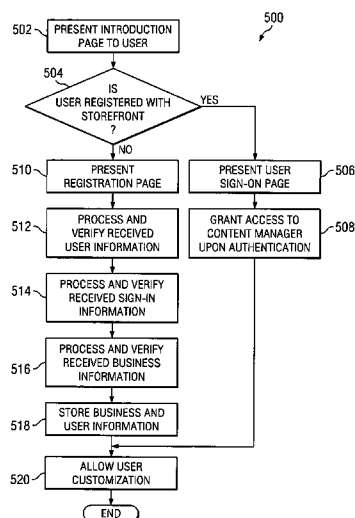 500
502
PRESENT INTRODUCTION
PAGE TO USER
504
IS
USER REGISTERED WITH
STOREFRONT
?
YES
NO
510
PRESENT
REGISTRATION PAGE
PRESENT USER
SIGN-ON PAGE
506
512
PROCESS AND
VERIFY RECEIVED
USER INFORMATION
GRANT ACCESS TO
CONTENT MANAGER
UPON AUTHENTICATION
508
514
PROCESS AND VERIFY
RECEIVED SIGN-IN
INFORMATION
516
PROCESS AND VERIFY
RECEIVED BUSINESS
INFORMATION
518
STORE BUSINESS AND
USER INFORMATION
520
ALLOW USER
CUSTOMIZATION
END